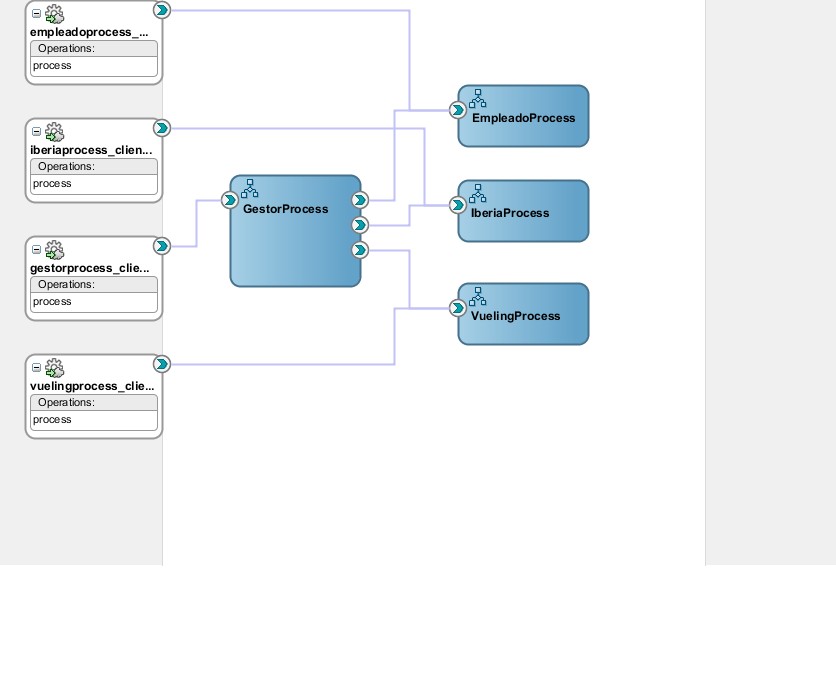 empleadoprocess_...
Operations:
process
iberiaprocess_clien...
Operations:
process
gestorprocess_clie...
Operations:
process
vuelingprocess_clie...
Operations:
process
GestorProcess
EmpleadoProcess
IberiaProcess
VuelingProcess